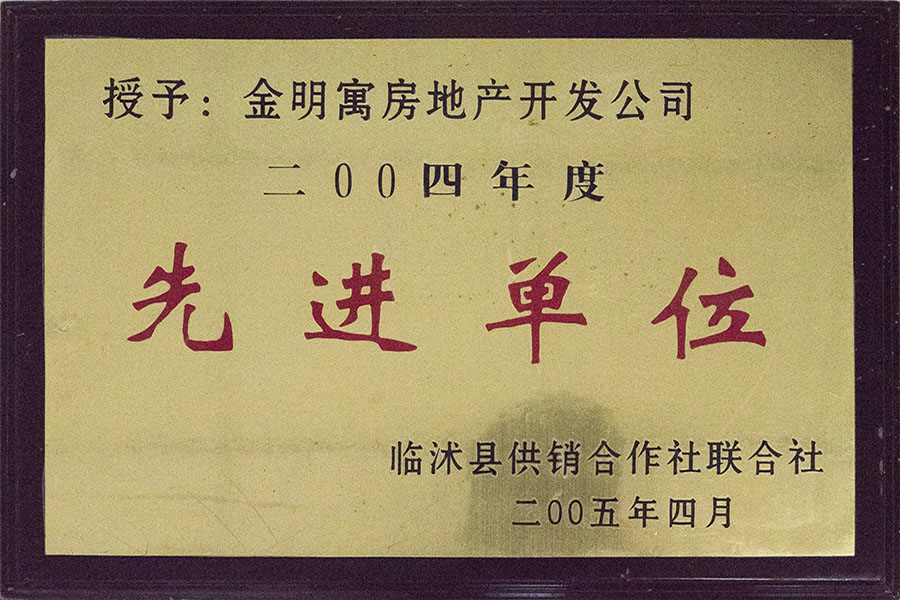 授予：金明寓房地产开发公司
二00四年度
先进单位
临沭县供销合作社联合社
二00五年四月